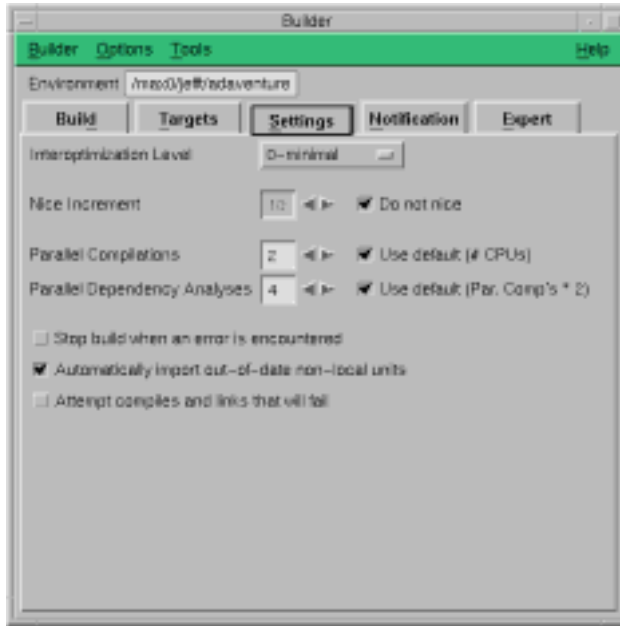 Builder
Builder Options Tools Help
Environment /max0/jeff/adaventure
Build Targets Settings Notification Expert
Interoptimization Level 0-minimal
Nice Increment 10 Do not nice
Parallel Compilations 2 Use default (# CPUs)
Parallel Dependency Analyses 4 Use default (Par. Comp's * 2)
Stop build when an error is encountered
Automatically import out-of-date non-local units
Attempt compiles and links that will fail